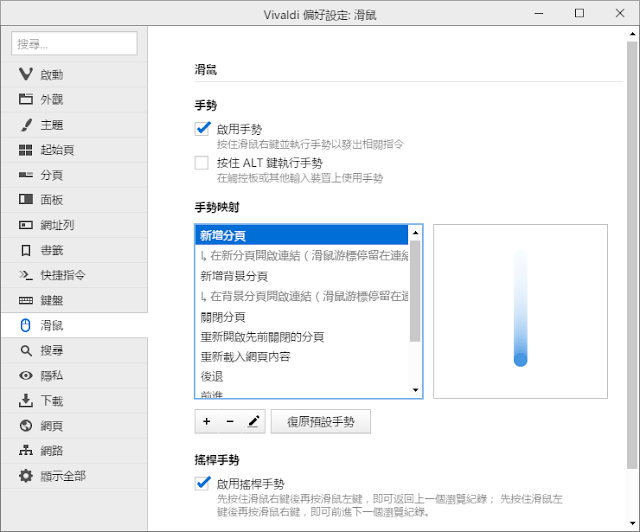 Vivaldi 偏好設定: 滑鼠
搜尋...
啟動
外觀
主題
起始頁
分頁
面板
網址列
書籤
快捷指令
鍵盤
滑鼠
搜尋
隱私
下載
網頁
網路
顯示全部
滑鼠
手勢
啟用手勢
按住滑鼠右鍵並執行手勢以發出相關指令
按住 ALT 鍵執行手勢
在觸控板或其他輸入裝置上使用手勢
手勢映射
新增分頁
↳ 在新分頁開啟連結（滑鼠游標停留在連結
新增背景分頁
↳ 在背景分頁開啟連結（滑鼠游標停留在連
關閉分頁
重新開啟先前關閉的分頁
重新載入網頁內容
後退
前進
復原預設手勢
搖桿手勢
啟用搖桿手勢
先按住滑鼠右鍵後再按滑鼠左鍵，即可返回上一個瀏覽紀錄； 先按住滑鼠左
鍵後再按滑鼠右鍵，即可前進下一個瀏覽紀錄。